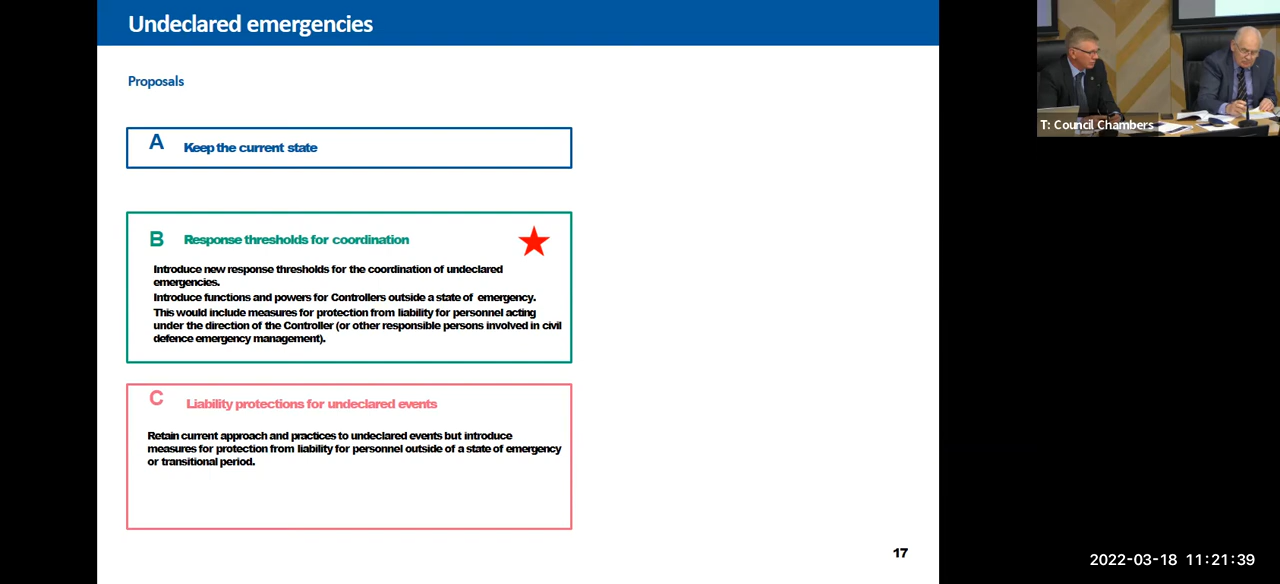 Undeclared emergencies
Proposals
A
Keep the current state
B
Response thresholds for coordination
Introduce new response thresholds for the coordination of undeclared
emergencies.
Introduce functions and powers for Controllers outside a state of emergency.
This would include measures for protection from liability for personnel acting
under the direction of the Controller (or other responsible persons involved in civil
defence emergency management).
C
Liability protections for undeclared events
Retain current approach and practices to undeclared events but introduce
measures for protection from liability for personnel outside of a state of emergency
or transitional period.
17
T: Council Chambers
2022-03-18 11:21:39